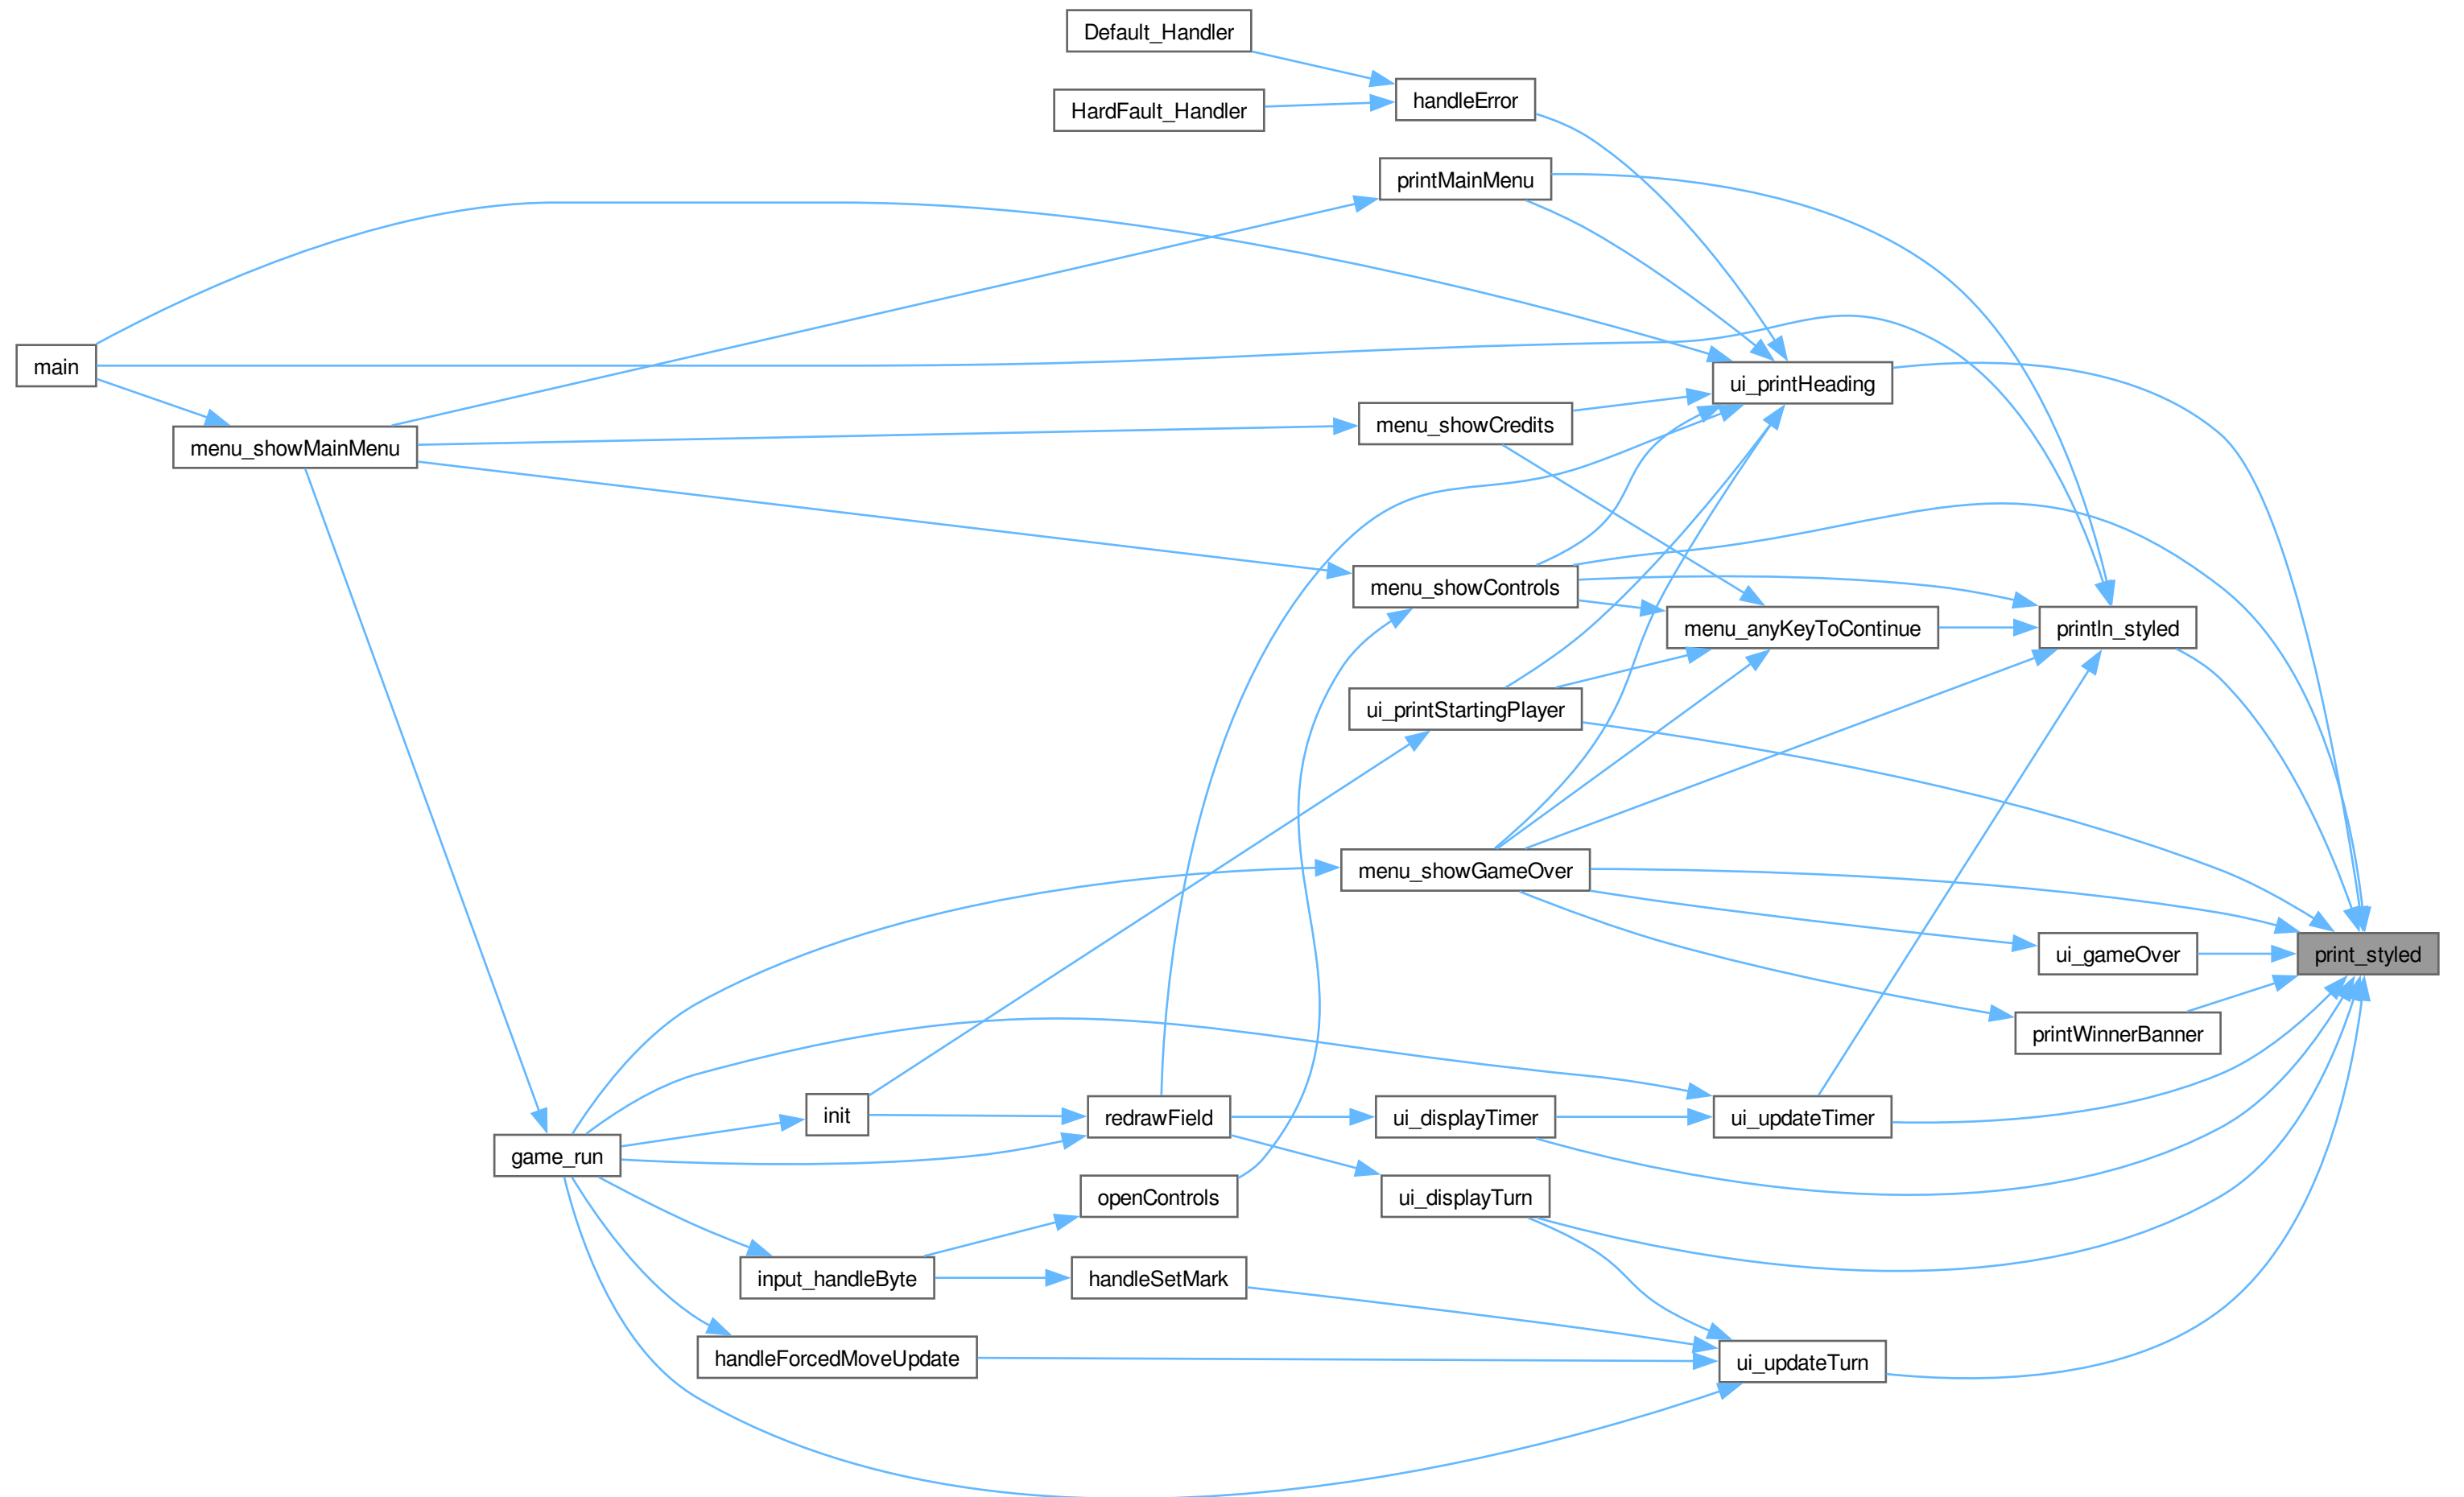 Default_Handler
handleError
HardFault_Handler
printMainMenu
main
ui_printHeading
menu_showCredits
menu_showMainMenu
menu_showControls
menu_anyKeyToContinue
println_styled
ui_printStartingPlayer
menu_showGameOver
ui_gameOver
print_styled
printWinnerBanner
init
redrawField
ui_displayTimer
ui_updateTimer
game_run
openControls
ui_displayTurn
input_handleByte
handleSetMark
handleForcedMoveUpdate
ui_updateTurn